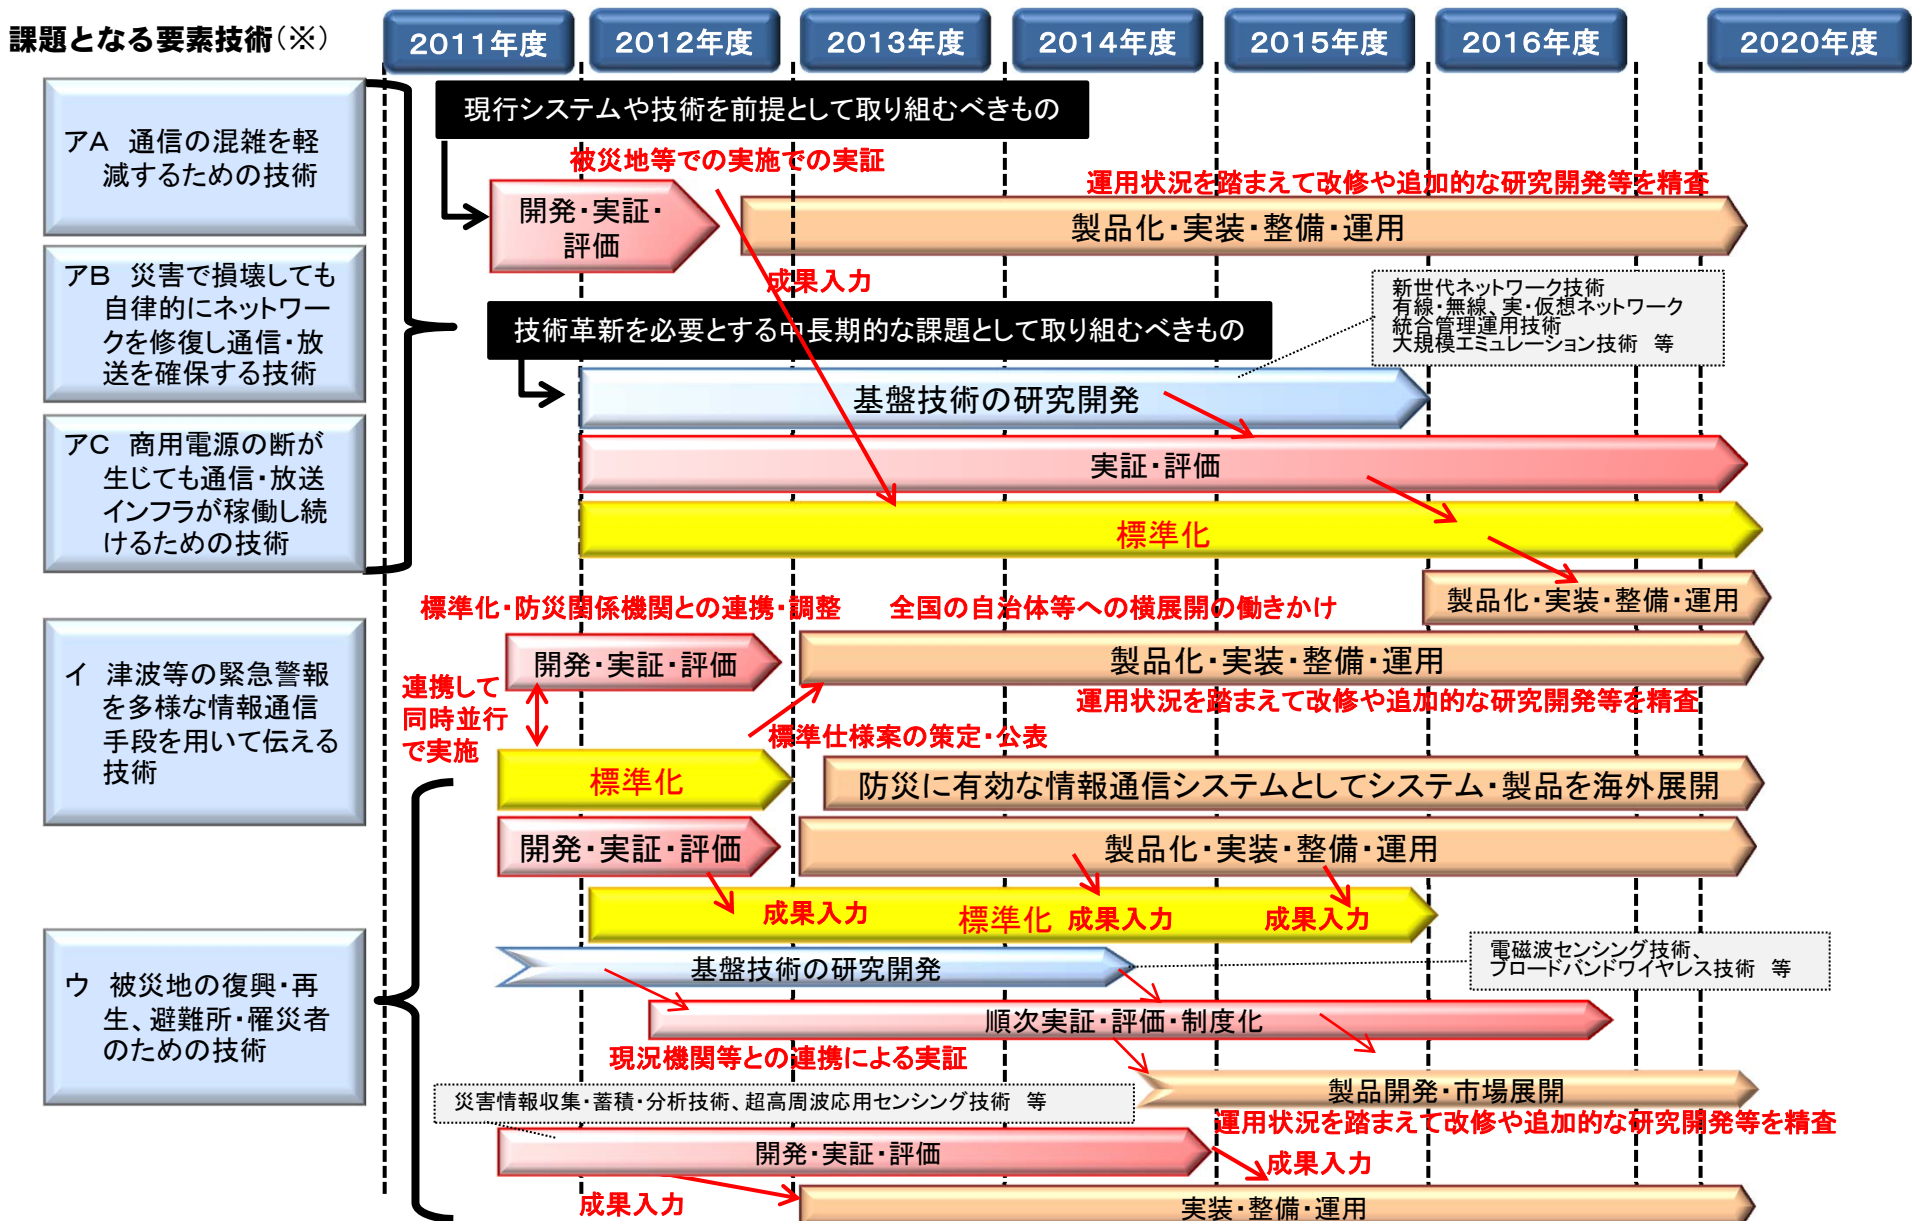 課題となる要素技術(※)
2011年度
2012年度
2013年度
2014年度
2015年度
2016年度
2020年度
アA 通信の混雑を軽
減するための技術
アB 災害で損壊しても
自律的にネットワー
クを修復し通信・放
送を確保する技術
アC 商用電源の断が
生じても通信・放送
インフラが稼働し続
けるための技術
現行システムや技術を前提として取り組むべきもの
被災地等での実施での実証
運用状況を踏まえて改修や追加的な研究開発等を精査
開発・実証・
評価
製品化・実装・整備・運用
成果入力
新世代ネットワーク技術
有線・無線、実・仮想ネットワーク
統合管理運用技術
大規模エミュレーション技術 等
技術革新を必要とする中長期的な課題として取り組むべきもの
基盤技術の研究開発
実証・評価
標準化
製品化・実装・整備・運用
イ 津波等の緊急警報
を多様な情報通信
手段を用いて伝える
技術
標準化・防災関係機関との連携・調整
全国の自治体等への横展開の働きかけ
開発・実証・評価
製品化・実装・整備・運用
連携して
同時並行
で実施
運用状況を踏まえて改修や追加的な研究開発等を精査
標準仕様案の策定・公表
標準化
防災に有効な情報通信システムとしてシステム・製品を海外展開
ウ 被災地の復興・再
生、避難所・罹災者
のための技術
開発・実証・評価
製品化・実装・整備・運用
成果入力
標準化
成果入力
成果入力
基盤技術の研究開発
電磁波センシング技術、
ブロードバンドワイヤレス技術 等
順次実証・評価・制度化
現況機関等との連携による実証
製品開発・市場展開
災害情報収集・蓄積・分析技術、超高周波応用センシング技術 等
運用状況を踏まえて改修や追加的な研究開発等を精査
開発・実証・評価
成果入力
成果入力
実装・整備・運用